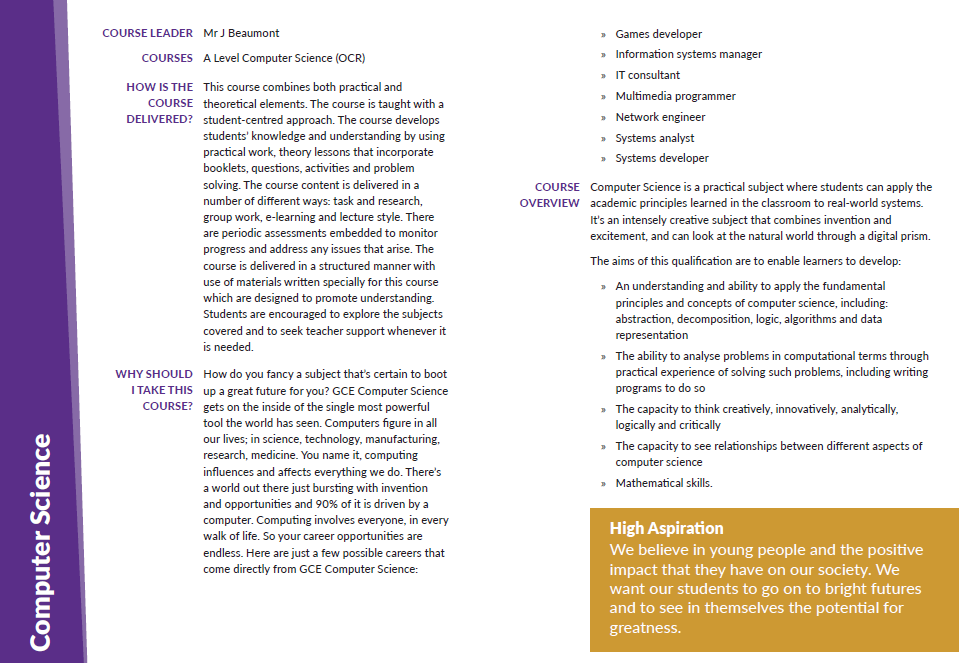 Computer Science
COURSE LEADER Mr J Beaumont
COURSES A Level Computer Science (OCR)
HOW IS THE COURSE DELIVERED?
This course combines both practical and
theoretical elements. The course is taught with a
student-centred approach. The course develops
students' knowledge and understanding by using
practical work, theory lessons that incorporate
booklets, questions, activities and problem
solving. The course content is delivered in a
number of different ways: task and research,
group work, e-learning and lecture style. There
are periodic assessments embedded to monitor
progress and address any issues that arise. The
course is delivered in a structured manner with
use of materials written specially for this course
which are designed to promote understanding.
Students are encouraged to explore the subjects
covered and to seek teacher support whenever it
is needed.
WHY SHOULD
I TAKE THIS
COURSE?
How do you fancy a subject that's certain to boot
up a great future for you? GCE Computer Science
gets on the inside of the single most powerful
tool the world has seen. Computers figure in all
our lives; in science, technology, manufacturing,
research, medicine. You name it, computing
influences and affects everything we do. There's
a world out there just bursting with invention
and opportunities and 90% of it is driven by a
computer. Computing involves everyone, in every
walk of life. So your career opportunities are
endless. Here are just a few possible careers that
come directly from GCE Computer Science:
» Games developer
» Information systems manager
» IT consultant
» Multimedia programmer
» Network engineer
» Systems analyst
» Systems developer
COURSE
OVERVIEW
Computer Science is a practical subject where students can apply the
academic principles learned in the classroom to real-world systems.
It's an intensely creative subject that combines invention and
excitement, and can look at the natural world through a digital prism.
The aims of this qualification are to enable learners to develop:
» An understanding and ability to apply the fundamental
principles and concepts of computer science, including:
abstraction, decomposition, logic, algorithms and data
representation
» The ability to analyse problems in computational terms through
practical experience of solving such problems, including writing
programs to do so
» The capacity to think creatively, innovatively, analytically,
logically and critically
» The capacity to see relationships between different aspects of
computer science
» Mathematical skills.
High Aspiration
We believe in young people and the positive
impact that they have on our society. We
want our students to go on to bright futures
and to see in themselves the potential for
greatness.